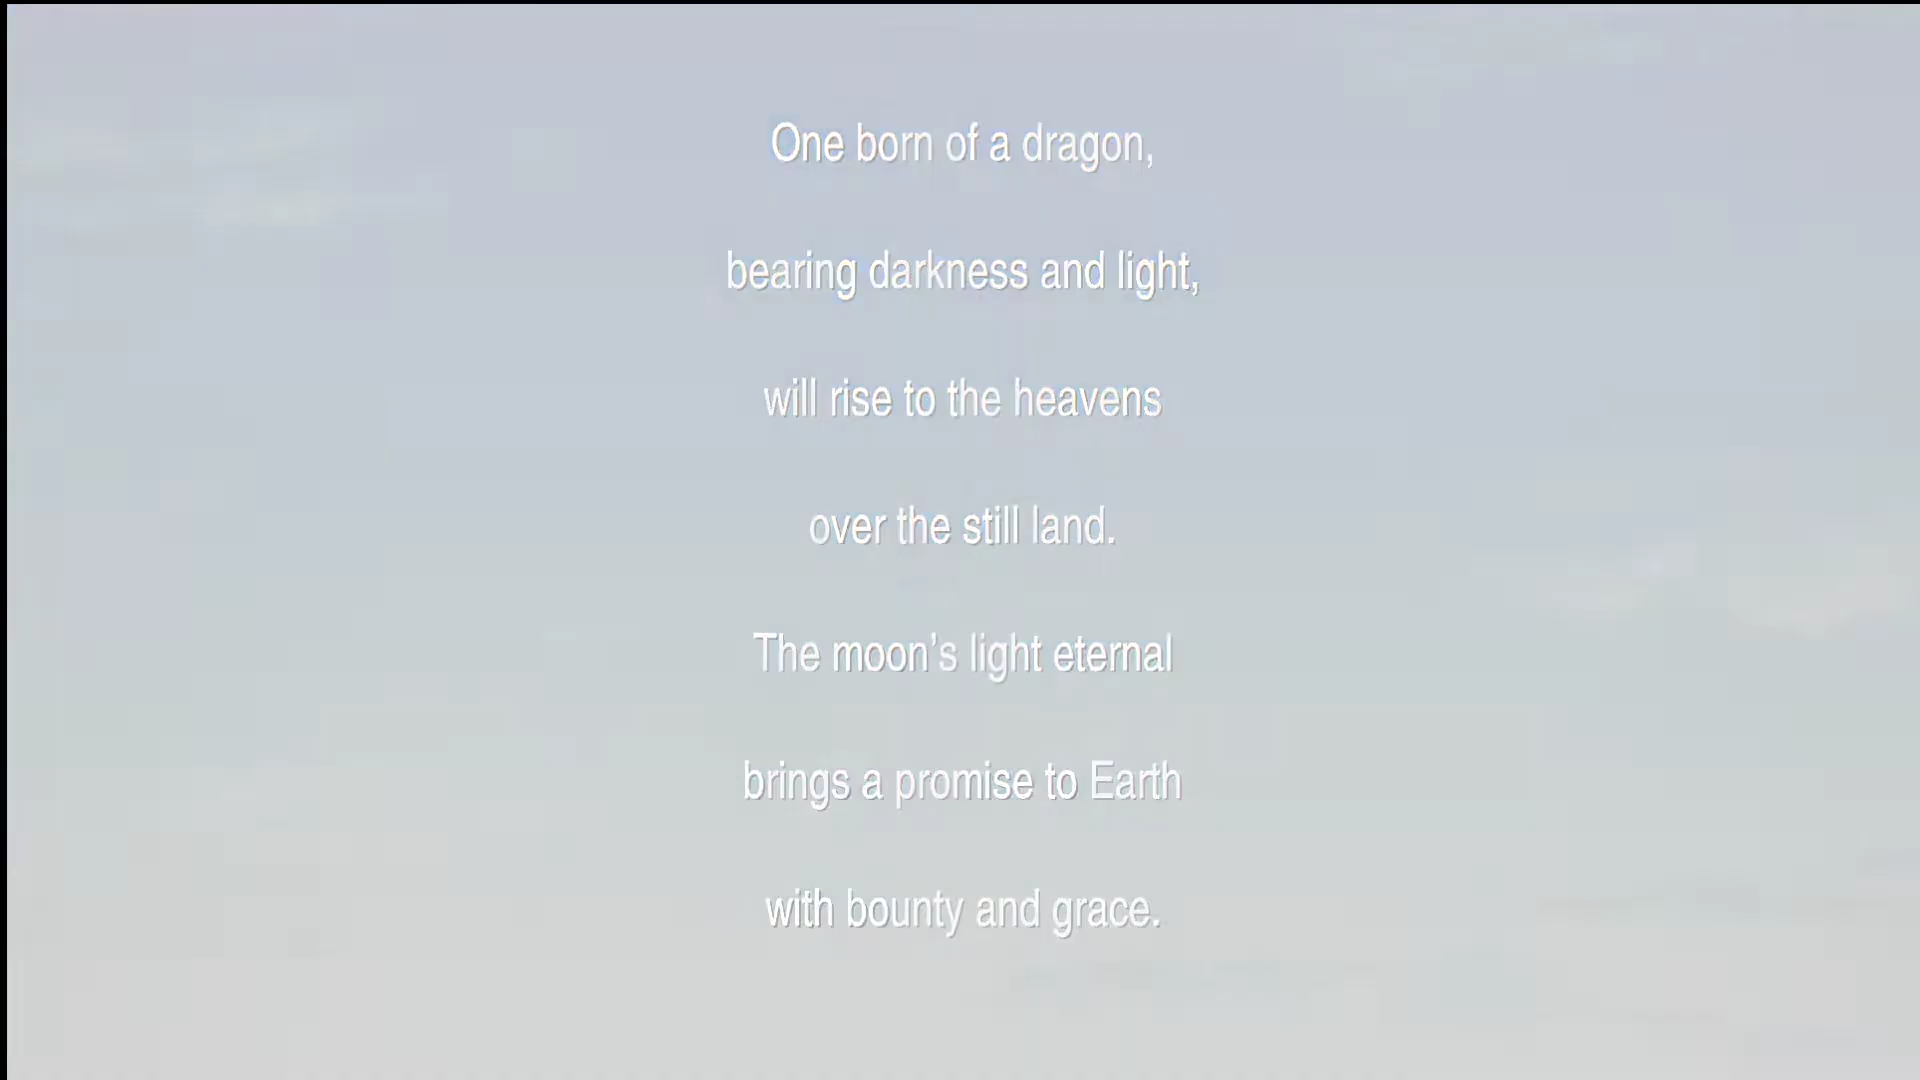 One born of a dragon,
bearing darkness and light,
will rise to the heavens
over the still land.
The moon’s light eternal
brings a promise to Earth
with bounty and grace.